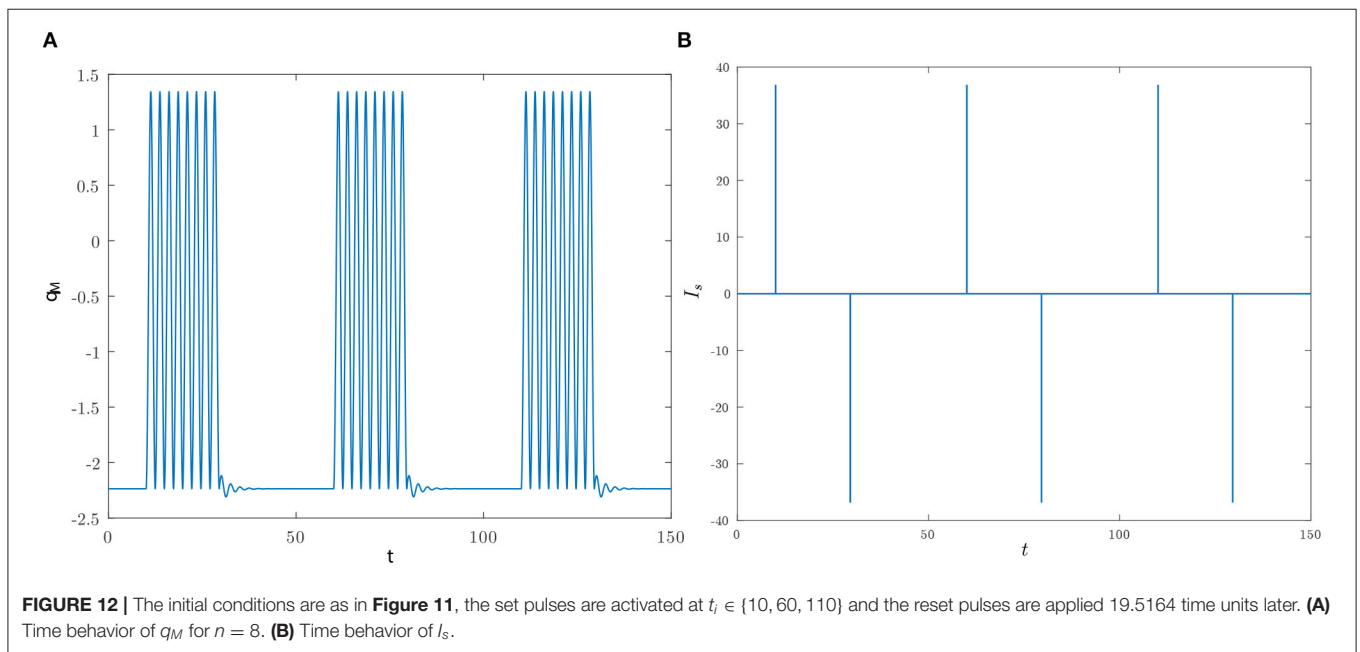 A
1.5
1
0.5
0
-0.5
-1
-1.5
-2
-2.5
q_M
0 50 100 150
t
B
40
30
20
10
0
-10
-20
-30
-40
I_s
0 50 100 150
t
FIGURE 12 | The initial conditions are as in Figure 11, the set pulses are activated at t_i ∈ {10, 60, 110} and the reset pulses are applied 19.5164 time units later. (A)
Time behavior of q_M for n = 8. (B) Time behavior of I_s.